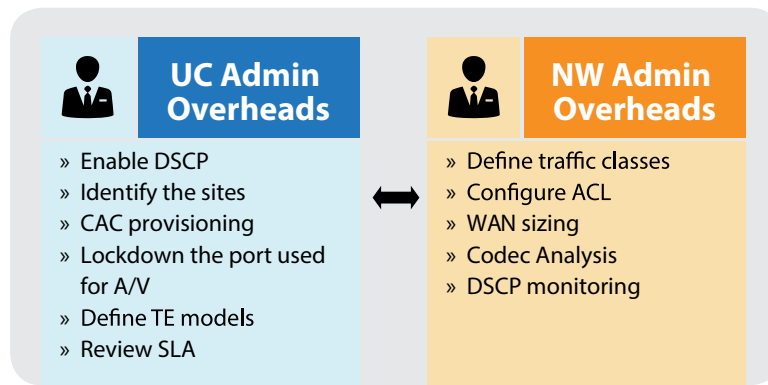 UC Admin
Overheads
» Enable DSCP
» Identify the sites
» CAC provisioning
» Lockdown the port used
for A/V
» Define TE models
» Review SLA
NW Admin
Overheads
» Define traffic classes
» Configure ACL
» WAN sizing
» Codec Analysis
» DSCP monitoring